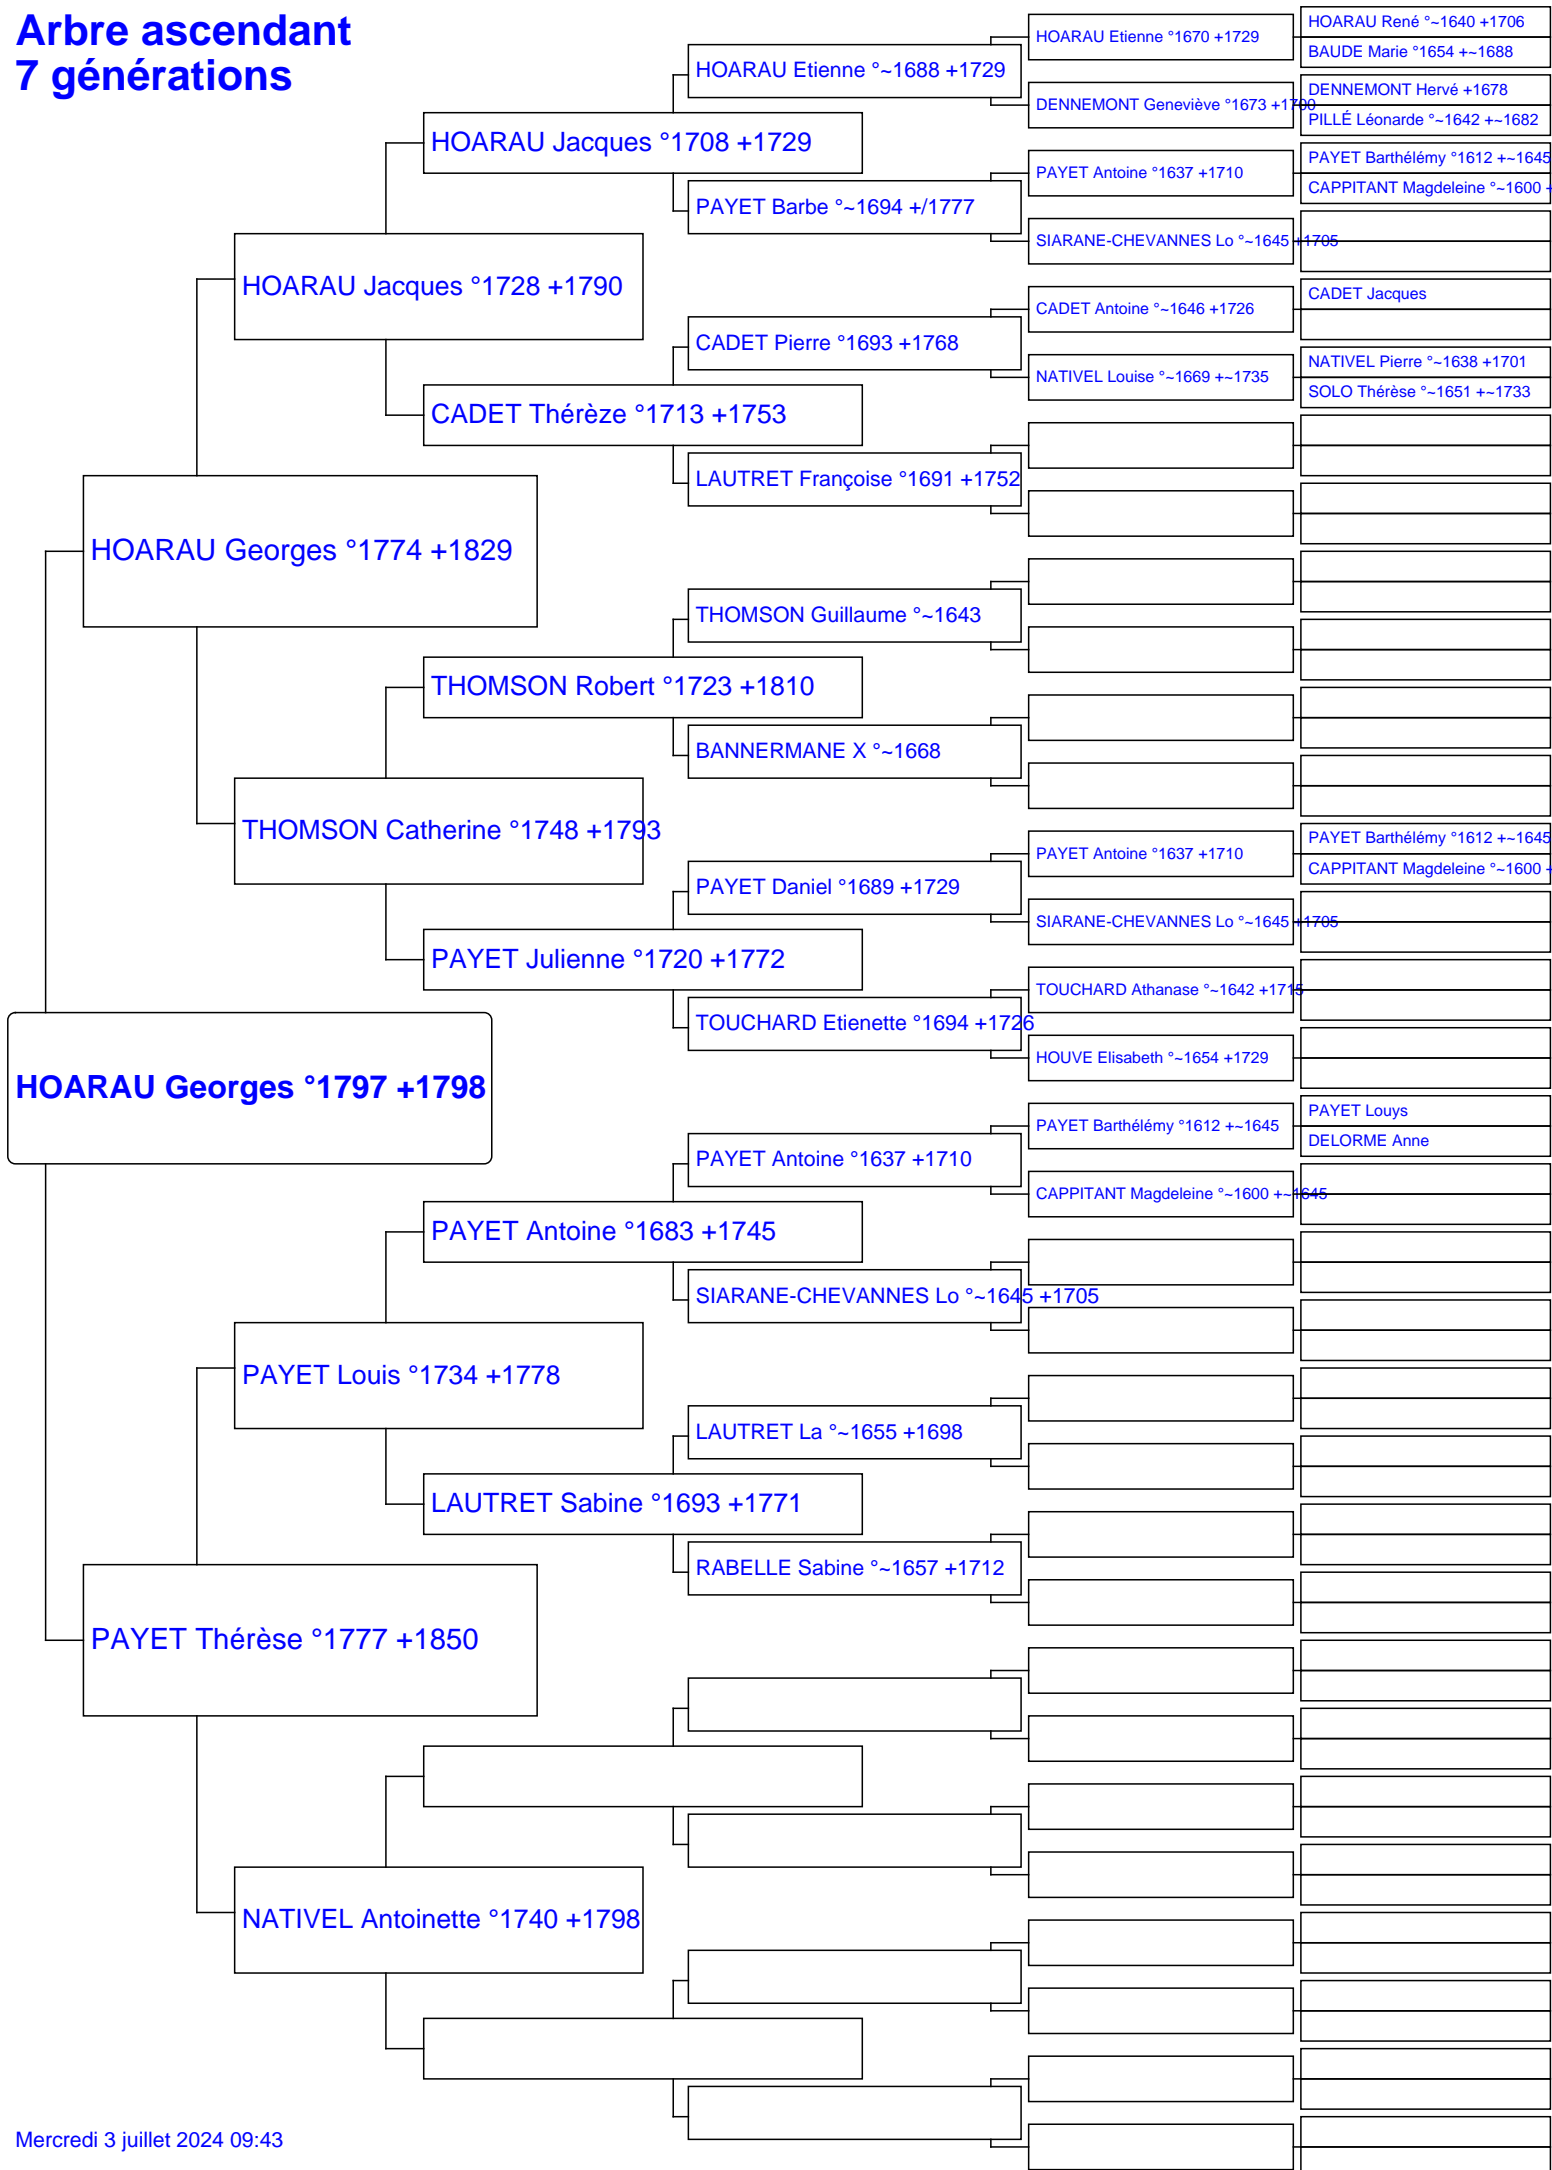 Arbre ascendant
7 générations
HOARAU Georges °1797 +1798
HOARAU Georges °1774 +1829
PAYET Thérèse °1777 +1850
HOARAU Jacques °1728 +1790
THOMSON Catherine °1748 +1793
PAYET Louis °1734 +1778
NATIVEL Antoinette °1740 +1798
HOARAU Jacques °1708 +1729
CADET Thérèze °1713 +1753
THOMSON Robert °1723 +1810
PAYET Julienne °1720 +1772
PAYET Antoine °1683 +1745
LAUTRET Sabine °1693 +1771
HOARAU Etienne °~1688 +1729
PAYET Barbe °~1694 +/1777
CADET Pierre °1693 +1768
LAUTRET Françoise °1691 +1752
THOMSON Guillaume °~1643
BANNERMANE X °~1668
PAYET Daniel °1689 +1729
TOUCHARD Etienette °1694 +1726
PAYET Antoine °1637 +1710
SIARANE-CHEVANNES Lo °~1645 +1705
LAUTRET La °~1655 +1698
RABELLE Sabine °~1657 +1712
HOARAU Etienne °1670 +1729
DENNEMONT Geneviève °1673 +1700
PAYET Antoine °1637 +1710
SIARANE-CHEVANNES Lo °~1645 +1705
CADET Antoine °~1646 +1726
NATIVEL Louise °~1669 +~1735
PAYET Antoine °1637 +1710
SIARANE-CHEVANNES Lo °~1645 +1705
TOUCHARD Athanase °~1642 +1715
HOUVE Elisabeth °~1654 +1729
PAYET Barthélémy °1612 +~1645
CAPPITANT Magdeleine °~1600 +~1645
HOARAU René °~1640 +1706
BAUDE Marie °1654 +~1688
DENNEMONT Hervé +1678
PILLÉ Léonarde °~1642 +~1682
PAYET Barthélémy °1612 +~1645
CAPPITANT Magdeleine °~1600 +
CADET Jacques
NATIVEL Pierre °~1638 +1701
SOLO Thérèse °~1651 +~1733
PAYET Barthélémy °1612 +~1645
CAPPITANT Magdeleine °~1600 +
PAYET Louys
DELORME Anne
Mercredi 3 juillet 2024 09:43